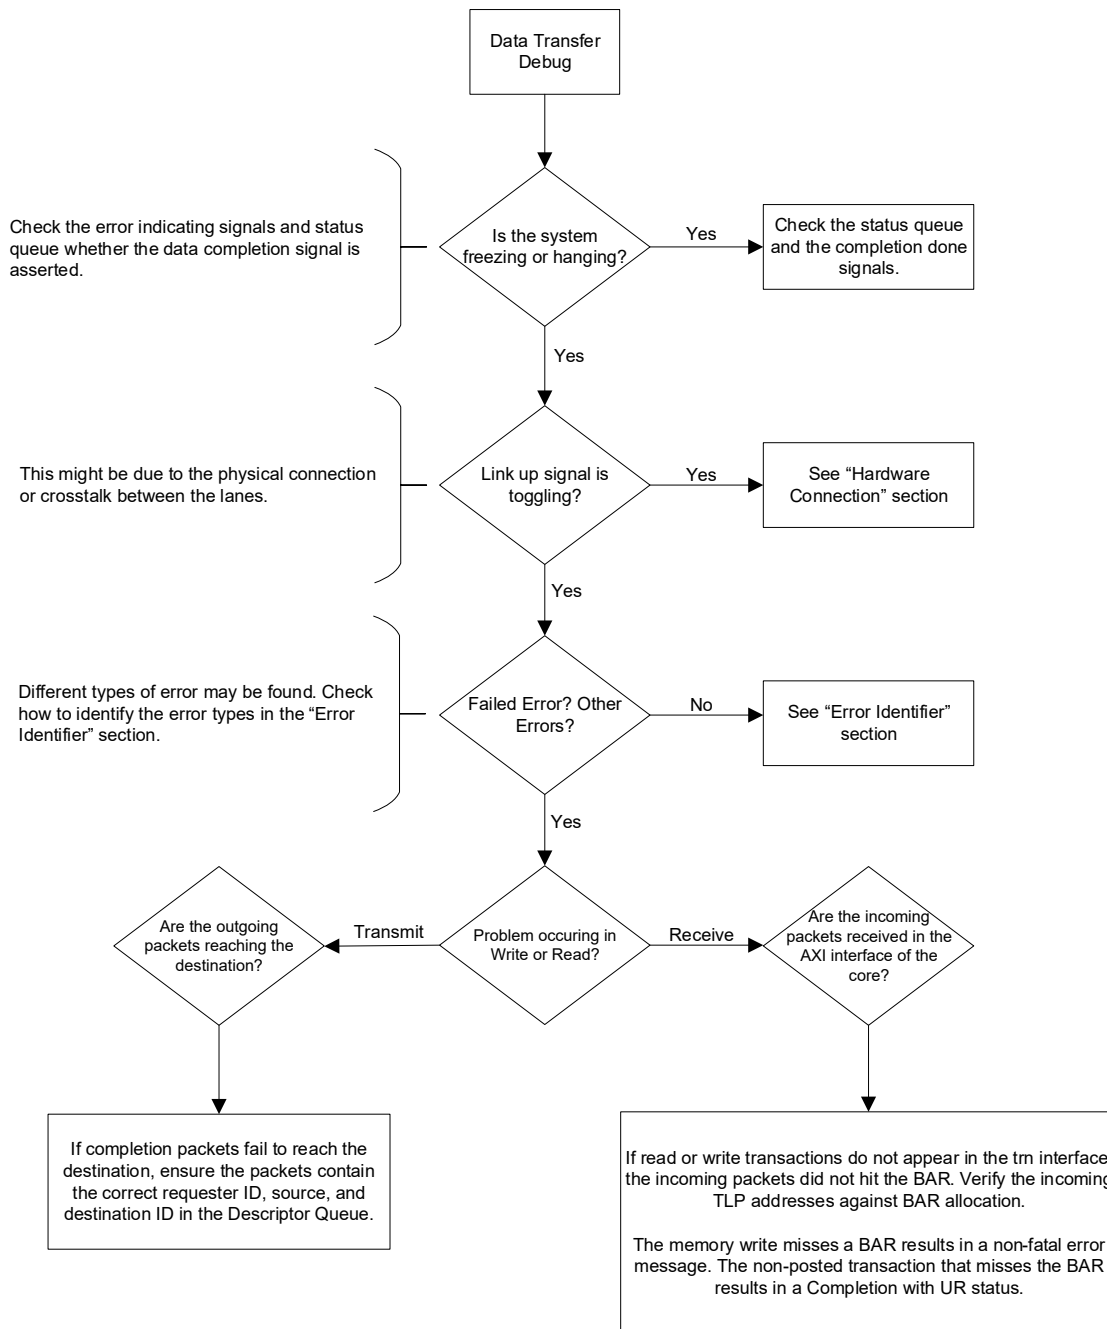 Data Transfer
Debug
Check the error indicating signals and status
queue whether the data completion signal is
asserted.
Is the system
freezing or hanging?
Yes
Check the status queue
and the completion done
signals.
Yes
This might be due to the physical connection
or crosstalk between the lanes.
Link up signal is
toggling?
Yes
See “Hardware
Connection” section
Yes
Different types of error may be found. Check
how to identify the error types in the “Error
Identifier” section.
Failed Error? Other
Errors?
No
See “Error Identifier”
section
Yes
Are the outgoing
packets reaching the
destination?
Transmit
Problem occuring in
Write or Read?
Receive
Are the incoming
packets received in the
AXI interface of the
core?
If completion packets fail to reach the
destination, ensure the packets contain
the correct requester ID, source, and
destination ID in the Descriptor Queue.
If read or write transactions do not appear in the trn interface
the incoming packets did not hit the BAR. Verify the incoming
TLP addresses against BAR allocation.
The memory write misses a BAR results in a non-fatal error
message. The non-posted transaction that misses the BAR
results in a Completion with UR status.